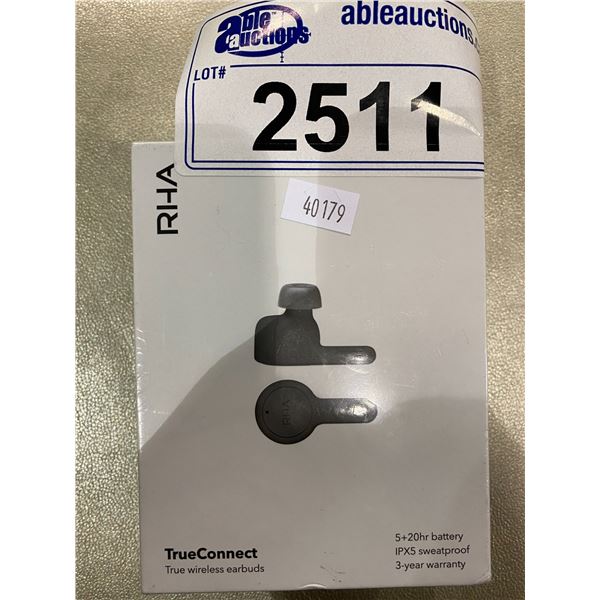 able auctions™
ableauctions.
LOT#
2511
RHA
40179
RHA
TrueConnect
True wireless earbuds
5+20hr battery
IPX5 sweatproof
3-year warranty